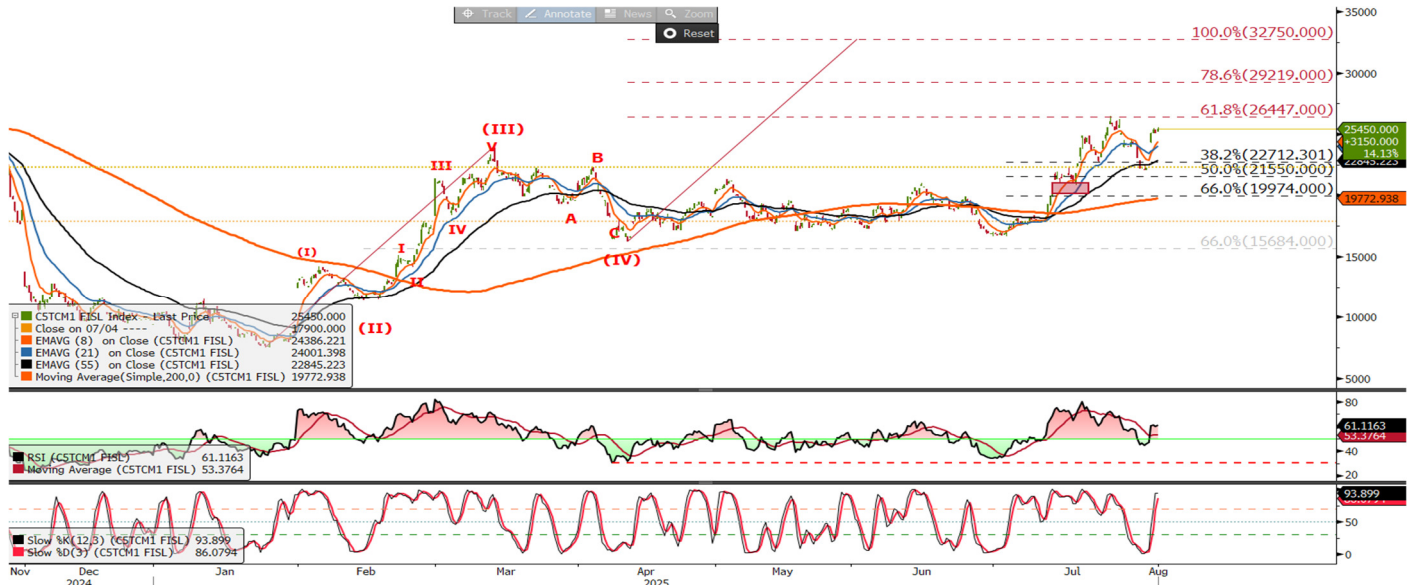 Track Annotate News Zoom
Reset
35000
100.0%(32750.000)
30000
78.6%(29219.000)
61.8%(26447.000)
25450.000
+3150.000
14.13%
38.2%(22712.301)
22845.223
50.0%(21550.000)
66.0%(19974.000)
19772.938
66.0%(15684.000)
15000
10000
5000
(I)
(II)
I
II
III
IV
V
(III)
A
B
C
(IV)
C5TCM1 FISL Index - Last Price 25450.000
Close on 07/04 ---- 17900.000
EMAVG (8) on Close (C5TCM1 FISL) 24386.221
EMAVG (21) on Close (C5TCM1 FISL) 24001.398
EMAVG (55) on Close (C5TCM1 FISL) 22845.223
Moving Average(Simple,200,0) (C5TCM1 FISL) 19772.938
80
61.1163
53.3764
40
20
RSI (C5TCM1 FISL) 61.1163
Moving Average (C5TCM1 FISL) 53.3764
93.899
50
0
Slow %K(12,3) (C5TCM1 FISL) 93.899
Slow %D(3) (C5TCM1 FISL) 86.0794
Nov Dec Jan Feb Mar Apr May Jun Jul Aug
2024 2025